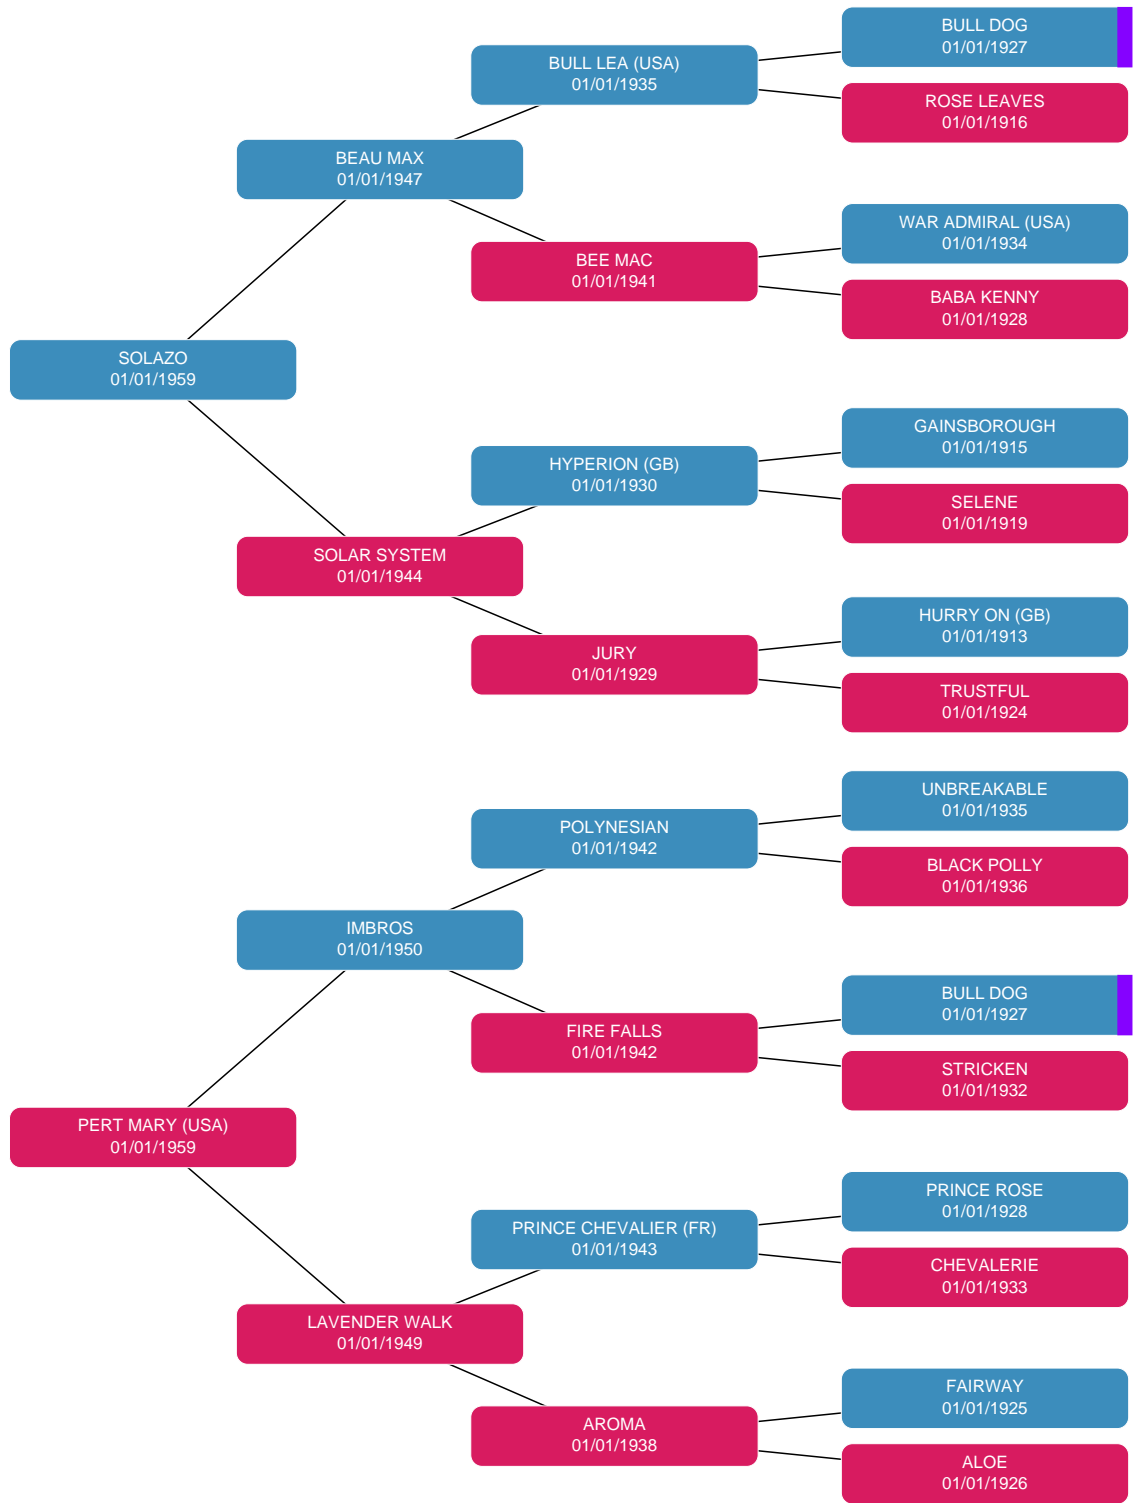 BULL DOG
01/01/1927
BULL LEA (USA)
01/01/1935
ROSE LEAVES
01/01/1916
BEAU MAX
01/01/1947
WAR ADMIRAL (USA)
01/01/1934
BEE MAC
01/01/1941
BABA KENNY
01/01/1928
SOLAZO
01/01/1959
GAINSBOROUGH
01/01/1915
HYPERION (GB)
01/01/1930
SELENE
01/01/1919
SOLAR SYSTEM
01/01/1944
HURRY ON (GB)
01/01/1913
JURY
01/01/1929
TRUSTFUL
01/01/1924
UNBREAKABLE
01/01/1935
POLYNESIAN
01/01/1942
BLACK POLLY
01/01/1936
IMBROS
01/01/1950
BULL DOG
01/01/1927
FIRE FALLS
01/01/1942
STRICKEN
01/01/1932
PERT MARY (USA)
01/01/1959
PRINCE ROSE
01/01/1928
PRINCE CHEVALIER (FR)
01/01/1943
CHEVALERIE
01/01/1933
LAVENDER WALK
01/01/1949
FAIRWAY
01/01/1925
AROMA
01/01/1938
ALOE
01/01/1926